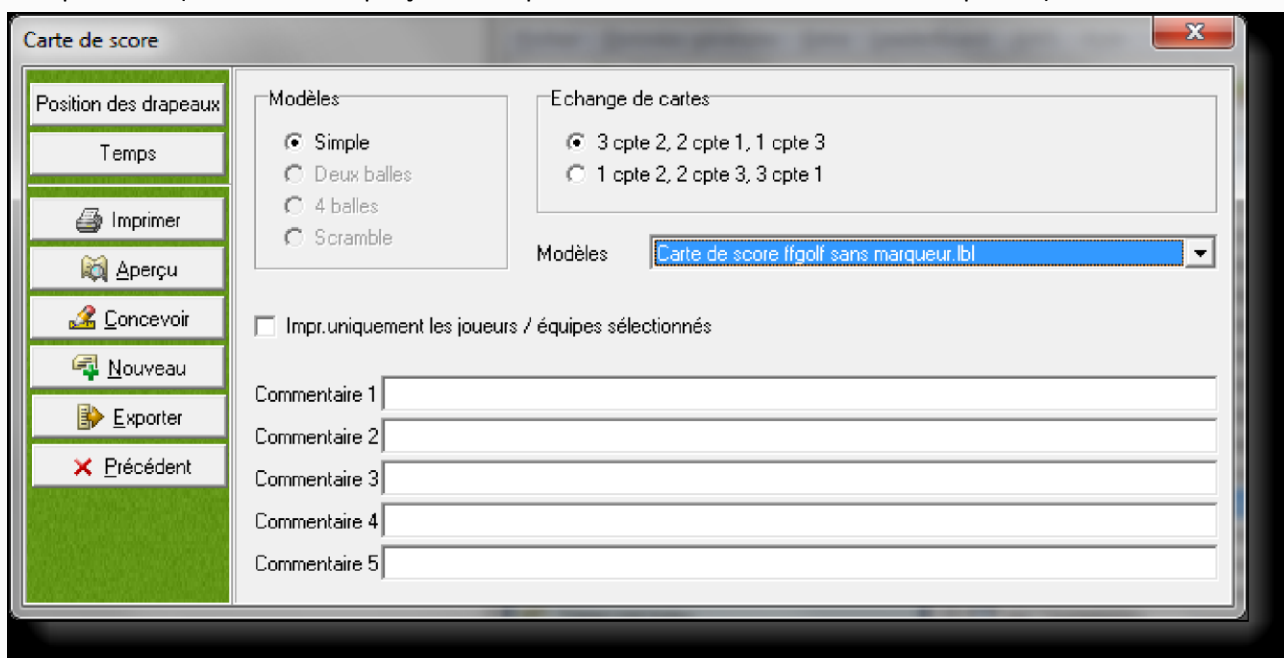 Carte de score
Position des drapeaux
Temps
Imprimer
Aperçu
Concevoir
Nouveau
Exporter
Précédent
Modèles
Simple
Deux balles
4 balles
Scramble
Echange de cartes
3 cpte 2, 2 cpte 1, 1 cpte 3
1 cpte 2, 2 cpte 3, 3 cpte 1
Modèles Carte de score ffgolf sans marqueur.lbl
Impr.uniquement les joueurs / équipes sélectionnés
Commentaire 1
Commentaire 2
Commentaire 3
Commentaire 4
Commentaire 5